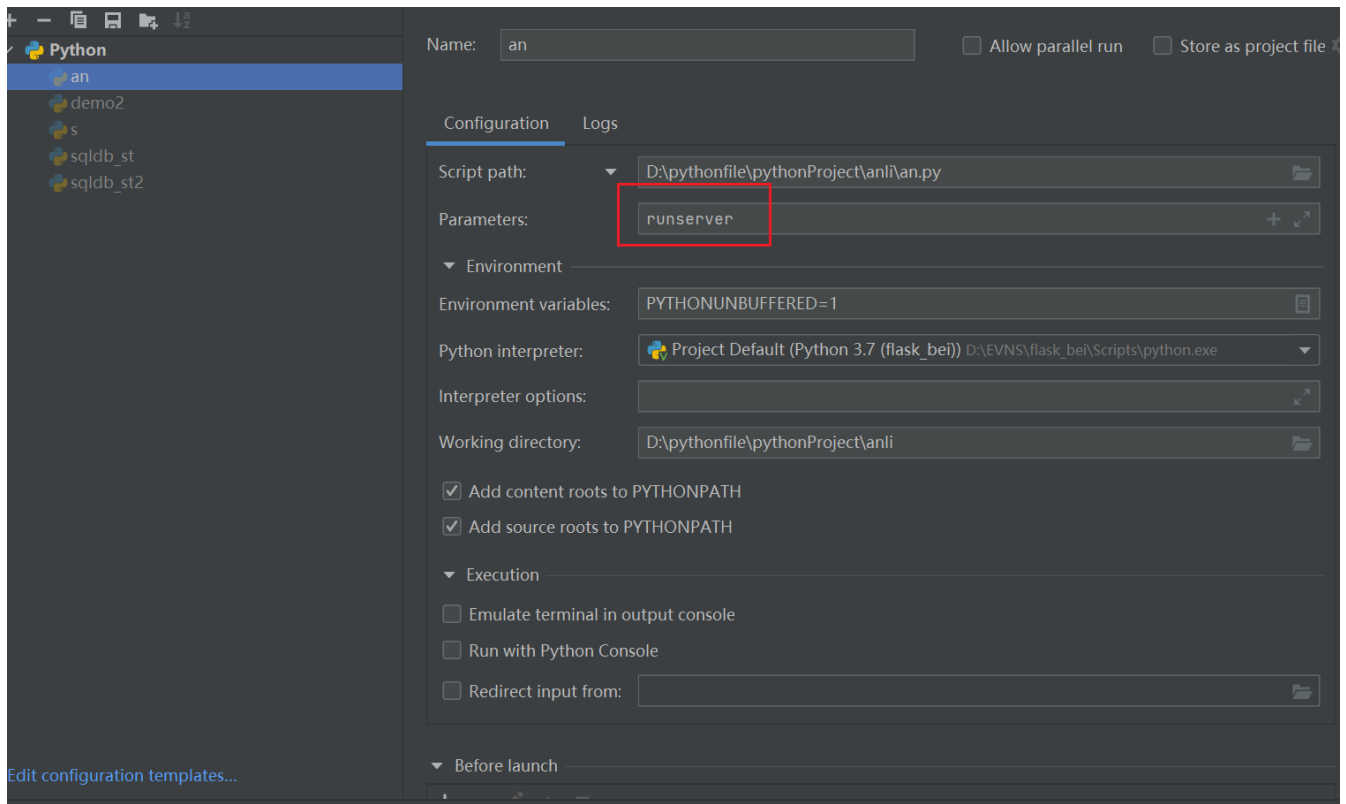 Python
an
demo2
s
sqldb_st
sqldb_st2
Edit configuration templates...
Name: an
Allow parallel run
Store as project file
Configuration Logs
Script path: D:\pythonfile\pythonProject\anli\an.py
Parameters: runserver
Environment
Environment variables: PYTHONUNBUFFERED=1
Python interpreter: Project Default (Python 3.7 (flask_bei)) D:\EVNS\flask_bei\Scripts\python.exe
Interpreter options:
Working directory: D:\pythonfile\pythonProject\anli
Add content roots to PYTHONPATH
Add source roots to PYTHONPATH
Execution
Emulate terminal in output console
Run with Python Console
Redirect input from:
Before launch